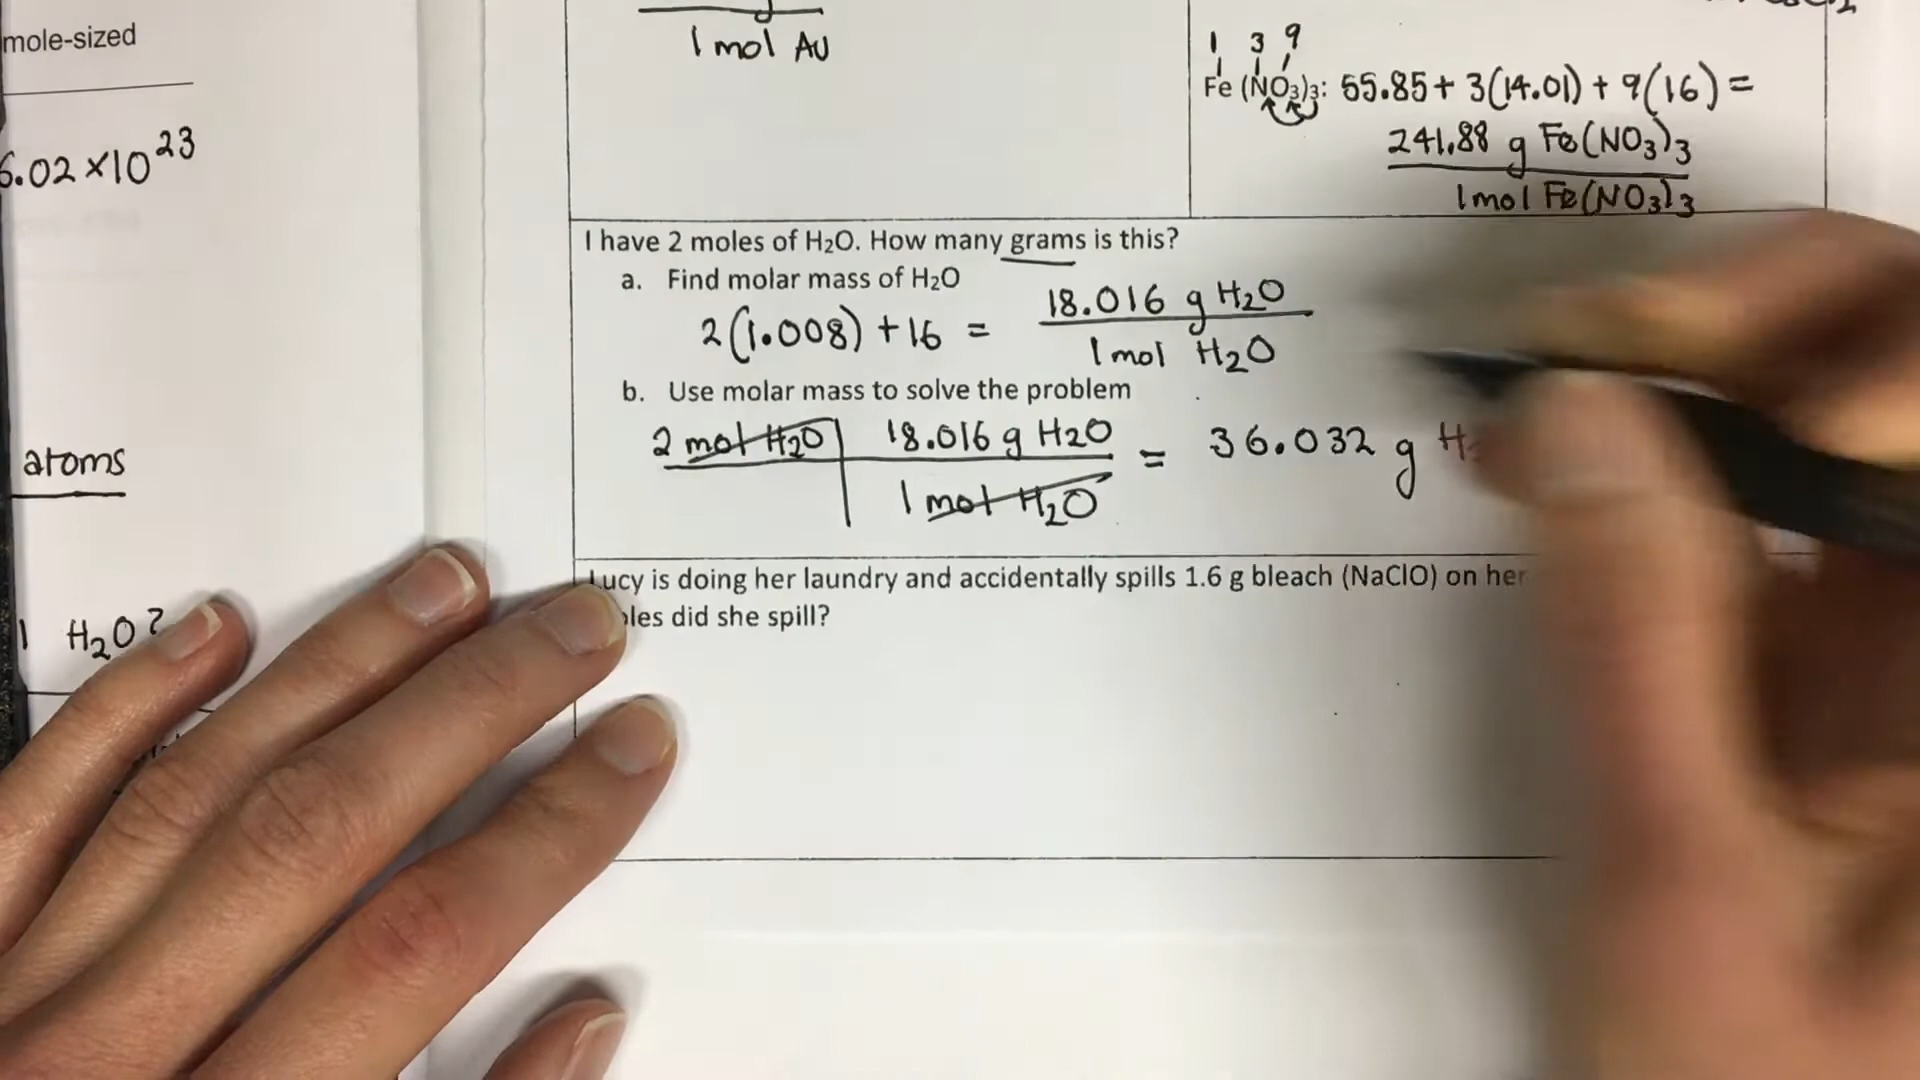 mole-sized
6.02 x 10^23
atoms
H₂O?
1 mol Au
1 3 9
Fe (NO₃)₃: 55.85 + 3(14.01) + 9(16) =
241.88 g Fe(NO₃)₃
1 mol Fe(NO₃)₃
I have 2 moles of H₂O. How many grams is this?
a. Find molar mass of H₂O
2(1.008) + 16 = 18.016 g H₂O
1 mol H₂O
b. Use molar mass to solve the problem
2 mol H₂O 18.016 g H₂O = 36.032 g
1 mol H₂O
Lucy is doing her laundry and accidentally spills 1.6 g bleach (NaClO) on her
did she spill?